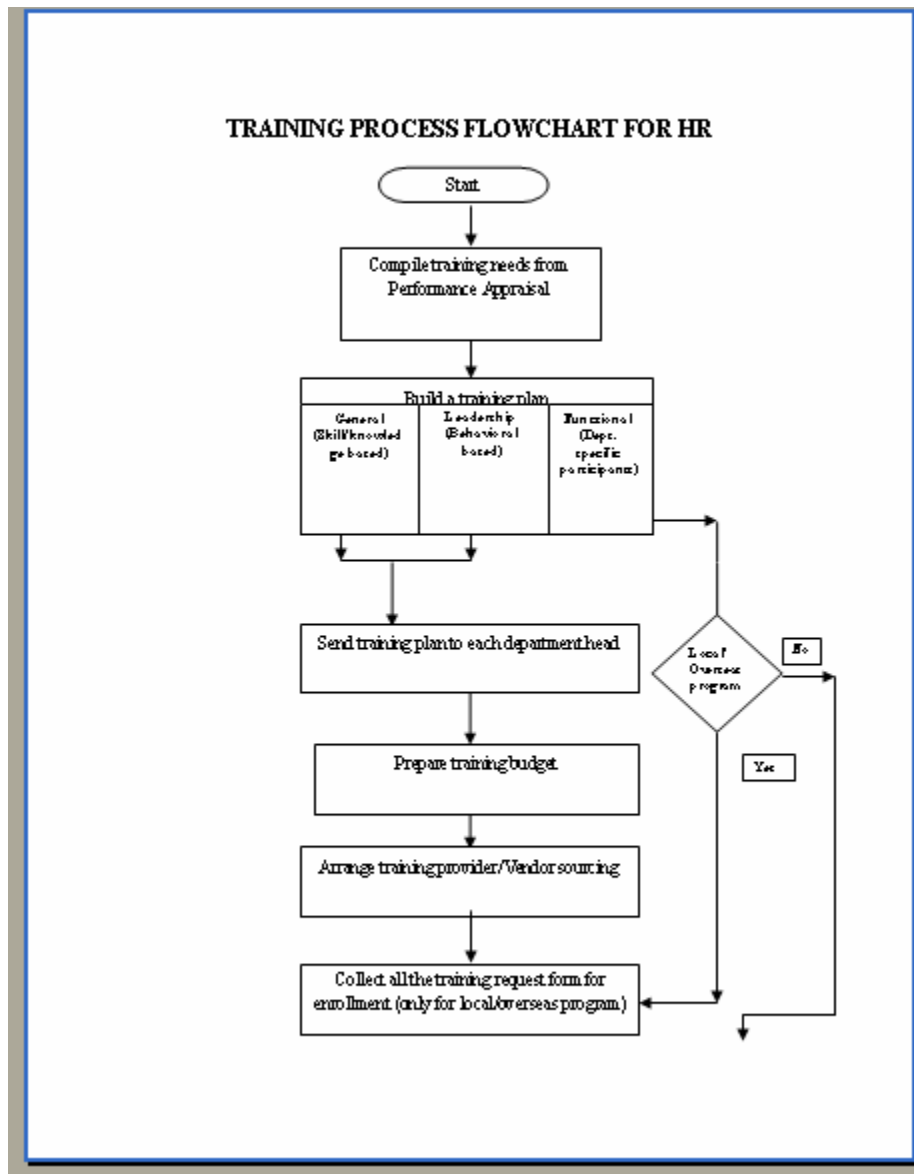 TRAINING PROCESS FLOWCHART FOR HR
Start
Compile training needs from
Performance Appraisal
Build a training plan
General
(Skill/knowled
ge based)
Leadership
(Behavioral
based)
Functional
(Dept.
specific
participants)
Send training plan to each department head
Local/
Overseas
program
No
Prepare training budget
Yes
Arrange training provider/Vendor sourcing
Collect all the training request form for
enrollment (only for local/overseas program)